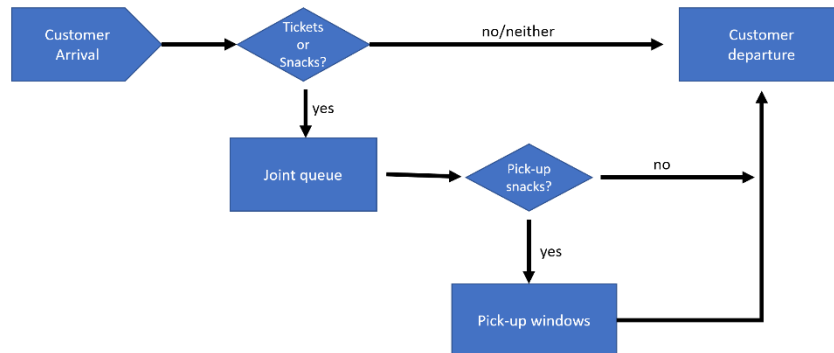 Customer
Arrival
Tickets
or
Snacks?
no/neither
Customer
departure
yes
Joint queue
Pick-up
snacks?
no
yes
Pick-up windows